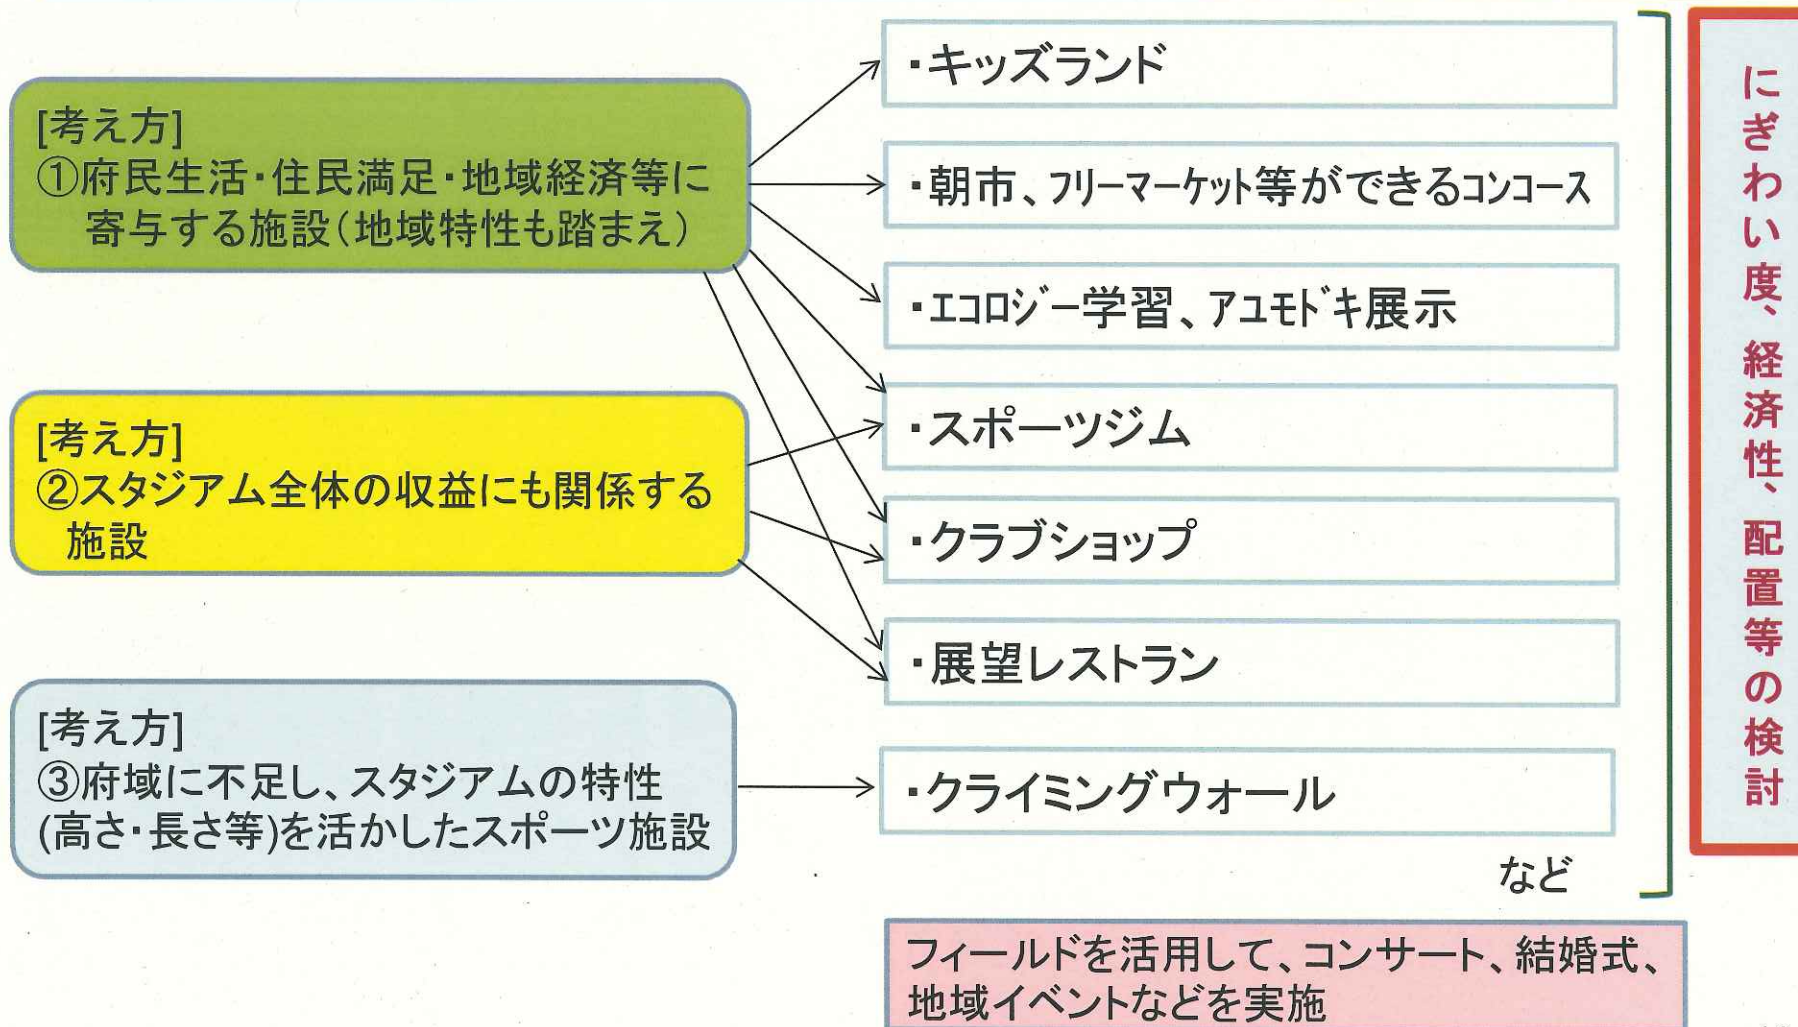 [考え方]
①府民生活・住民満足・地域経済等に
寄与する施設(地域特性も踏まえ)
[考え方]
②スタジアム全体の収益にも関係する
施設
[考え方]
③府域に不足し、スタジアムの特性
(高さ・長さ等)を活かしたスポーツ施設
・キッズランド
・朝市、フリーマーケット等ができるコンコース
・エコロジー学習、アユモドキ展示
・スポーツジム
・クラブショップ
・展望レストラン
・クライミングウォール
など
フィールドを活用して、コンサート、結婚式、
地域イベントなどを実施
にぎわい度、経済性、配置等の検討